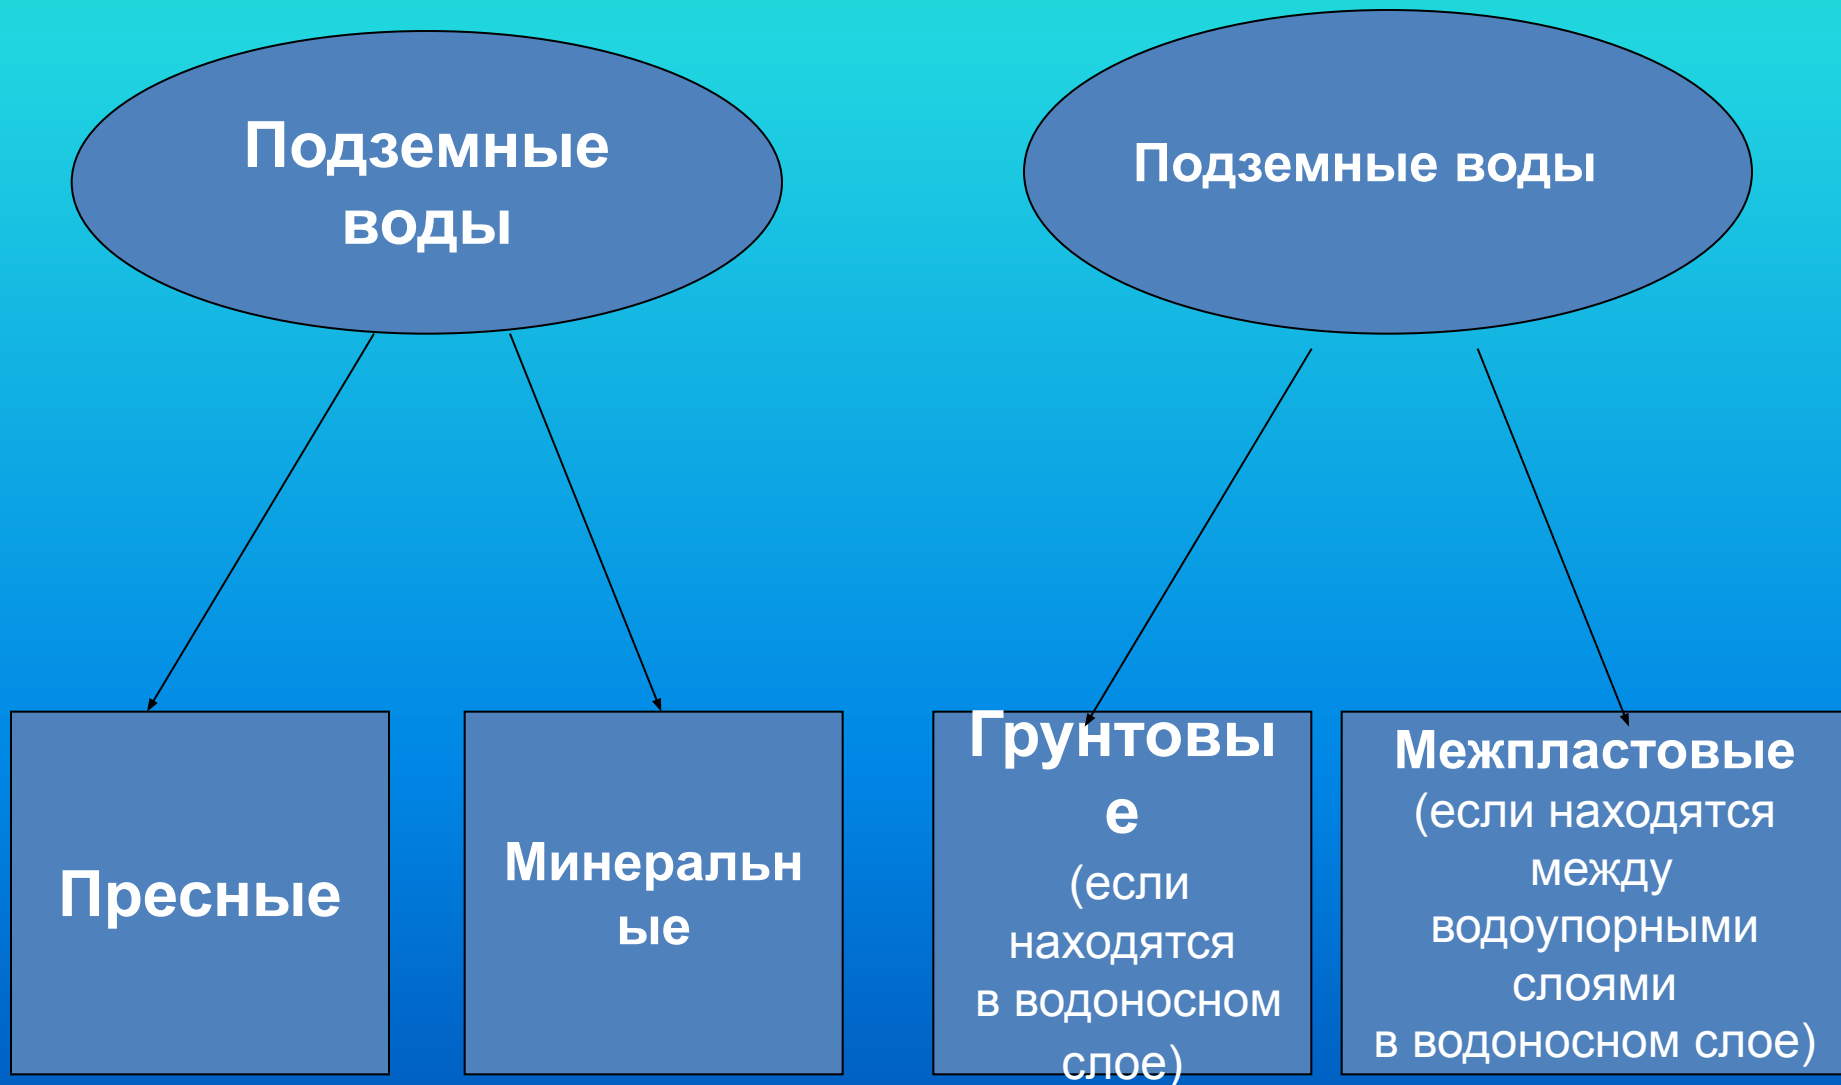 Подземные
воды
Подземные воды
Пресные
Минеральн
ые
Грунтовы
е
(если
находятся
в водоносном
слое)
Межпластовые
(если находятся
между
водоупорными
слоями
в водоносном слое)